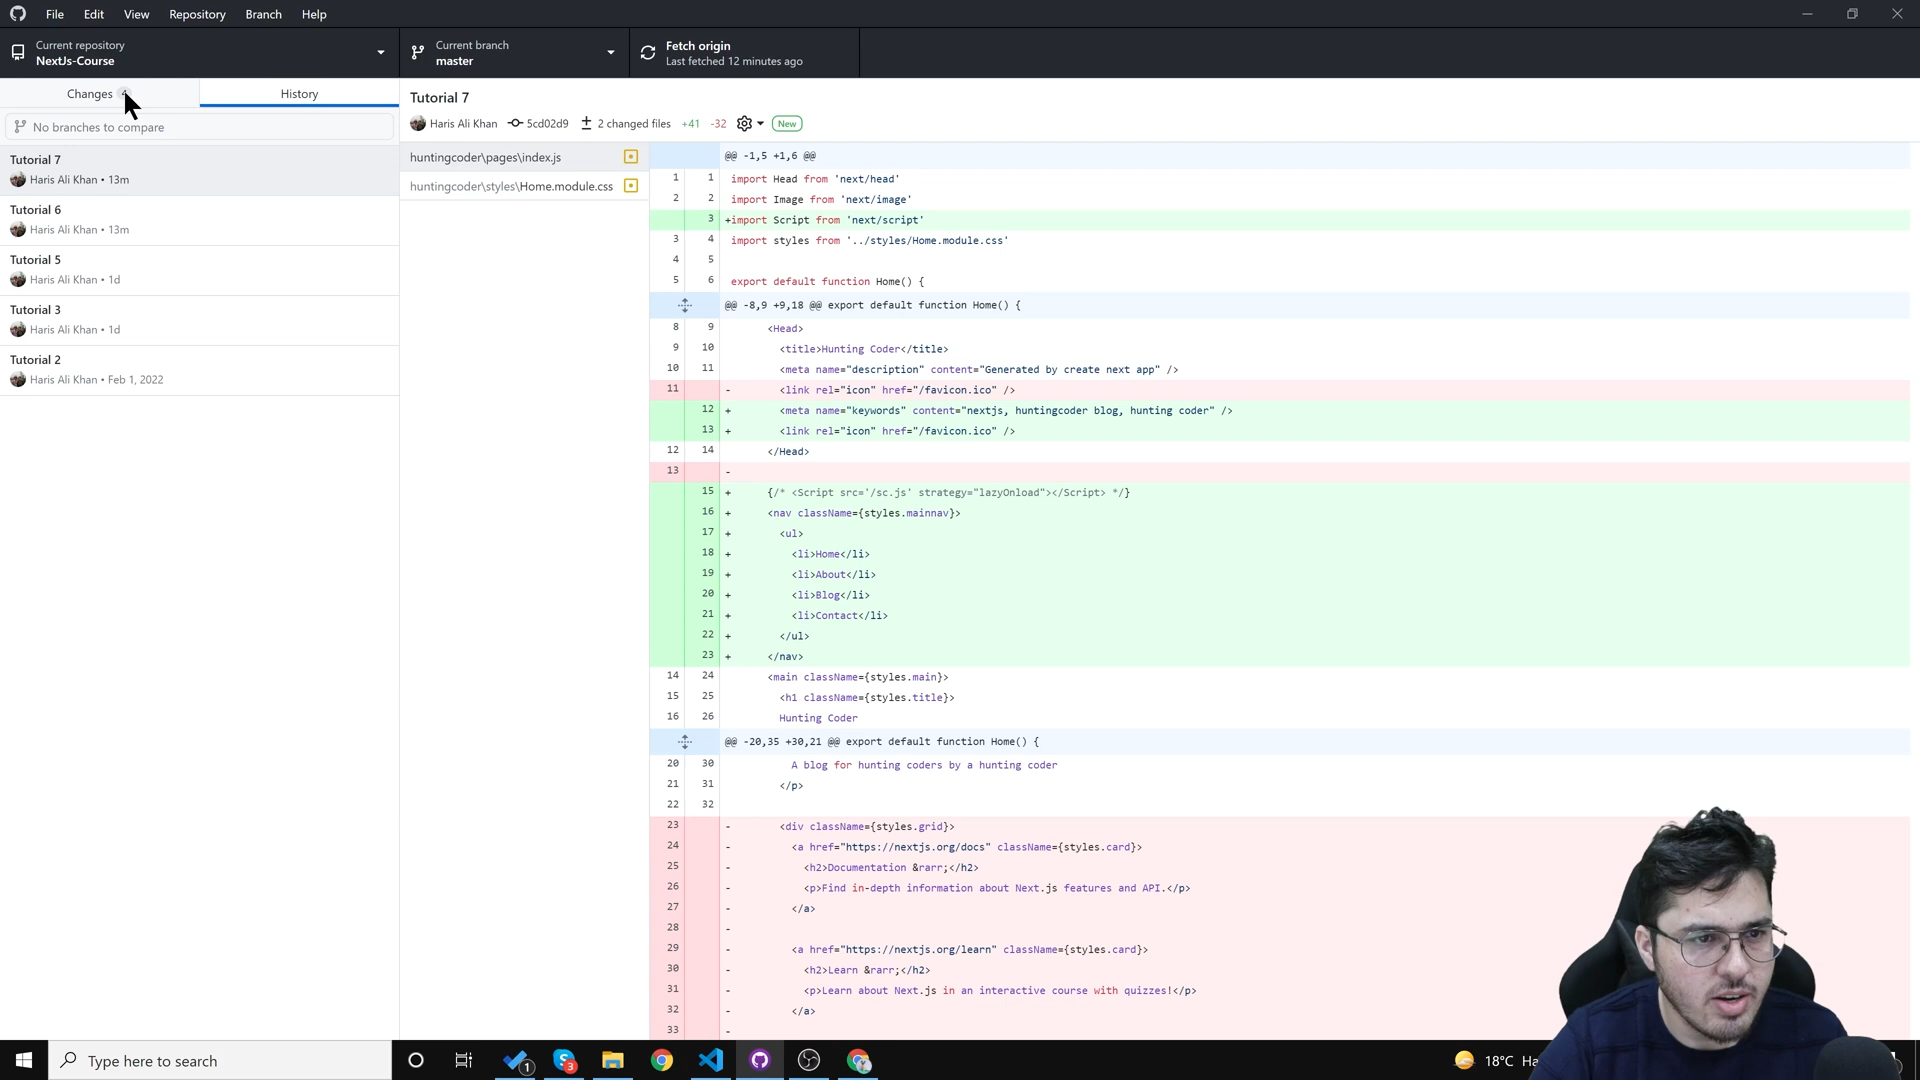 File Edit View Repository Branch Help
Current repository
NextJs-Course
Current branch
master
Fetch origin
Last fetched 12 minutes ago
Changes
History
No branches to compare
Tutorial 7
Haris Ali Khan • 13m
Tutorial 6
Haris Ali Khan • 13m
Tutorial 5
Haris Ali Khan • 1d
Tutorial 3
Haris Ali Khan • 1d
Tutorial 2
Haris Ali Khan • Feb 1, 2022
Tutorial 7
Haris Ali Khan 5cd02d9 2 changed files +41 -32 New
huntingcoder\pages\index.js
huntingcoder\styles\Home.module.css
@@ -1,5 +1,6 @@
1 1 import Head from 'next/head'
2 2 import Image from 'next/image'
3 +import Script from 'next/script'
3 4 import styles from '../styles/Home.module.css'
4 5
5 6 export default function Home() {
@@ -8,9 +9,18 @@ export default function Home() {
8 9 <Head>
9 10 <title>Hunting Coder</title>
10 11 <meta name="description" content="Generated by create next app" />
11 - <link rel="icon" href="/favicon.ico" />
12 + <meta name="keywords" content="nextjs, huntingcoder blog, hunting coder" />
13 + <link rel="icon" href="/favicon.ico" />
12 14 </Head>
13 -
15 + {/* <Script src='/sc.js' strategy="lazyOnload"></Script> */}
16 + <nav className={styles.mainnav}>
17 + <ul>
18 + <li>Home</li>
19 + <li>About</li>
20 + <li>Blog</li>
21 + <li>Contact</li>
22 + </ul>
23 + </nav>
14 24 <main className={styles.main}>
15 25 <h1 className={styles.title}>
16 26 Hunting Coder
@@ -20,35 +30,21 @@ export default function Home() {
20 30 A blog for hunting coders by a hunting coder
21 31 </p>
22 32
23 - <div className={styles.grid}>
24 - <a href="https://nextjs.org/docs" className={styles.card}>
25 - <h2>Documentation &rarr;</h2>
26 - <p>Find in-depth information about Next.js features and API.</p>
27 - </a>
28 -
29 - <a href="https://nextjs.org/learn" className={styles.card}>
30 - <h2>Learn &rarr;</h2>
31 - <p>Learn about Next.js in an interactive course with quizzes!</p>
32 - </a>
33 -
Type here to search
1
3
18°C